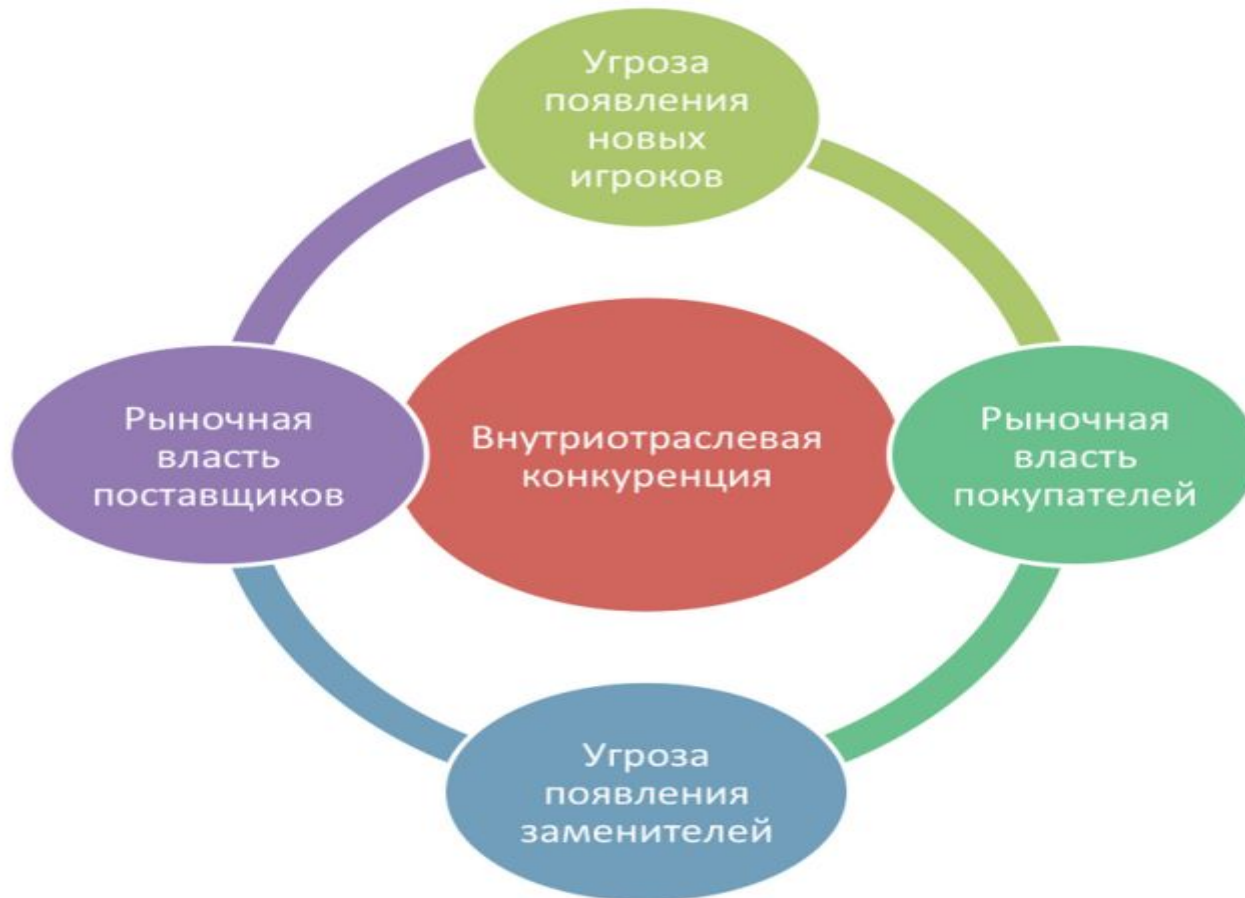 Угроза
появления
новых
игроков
Рыночная
власть
поставщиков
Внутриотраслевая
конкуренция
Рыночная
власть
покупателей
Угроза
появления
заменителей